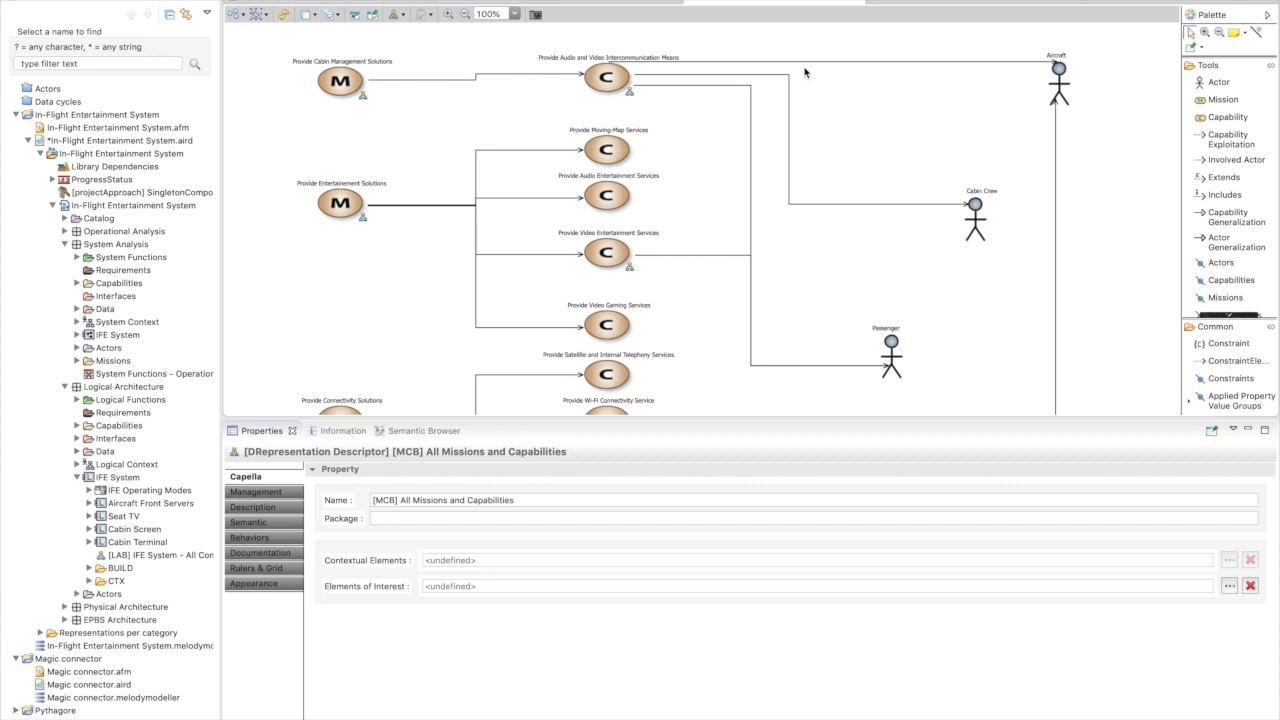 Select a name to find
? = any character, * = any string
type filter text
Actors
Data cycles
In-Flight Entertainment System
In-Flight Entertainment System.afm
*In-Flight Entertainment System.aird
In-Flight Entertainment System
Library Dependencies
ProgressStatus
[projectApproach] SingletonCompo
In-Flight Entertainment System
Catalog
Operational Analysis
System Analysis
System Functions
Requirements
Capabilities
Interfaces
Data
System Context
IFE System
Actors
Missions
System Functions - Operation
Logical Architecture
Logical Functions
Requirements
Capabilities
Interfaces
Data
Logical Context
IFE System
IFE Operating Modes
Aircraft Front Servers
Seat TV
Cabin Screen
Cabin Terminal
[LAB] IFE System - All Con
BUILD
CTX
Actors
Physical Architecture
EPBS Architecture
Representations per category
In-Flight Entertainment System.melodymo
Magic connector
Magic connector.afm
Magic connector.aird
Magic connector.melodymodeller
Pythagore
100%
Provide Cabin Management Solutions
M
Provide Audio and Video Intercommunication Means
C
Aircraft
Provide Moving-Map Services
C
Provide Entertainement Solutions
M
Provide Audio Entertainment Services
C
Cabin Crew
Provide Video Entertainment Services
C
Provide Video Gaming Services
C
Passenger
Provide Satellite and Internal Telephony Services
C
Provide Connectivity Solutions
Provide Wi-Fi Connectivity Service
Palette
Tools
Actor
Mission
Capability
Capability
Exploitation
Involved Actor
Extends
Includes
Capability
Generalization
Actor
Generalization
Actors
Capabilities
Missions
Common
{c} Constraint
ConstraintEle...
Constraints
Applied Property
Value Groups
Properties
Information
Semantic Browser
[DRepresentation Descriptor] [MCB] All Missions and Capabilities
Capella
Management
Description
Semantic
Behaviors
Documentation
Rulers & Grid
Appearance
Property
Name : [MCB] All Missions and Capabilities
Package :
Contextual Elements : <undefined>
Elements of Interest : <undefined>